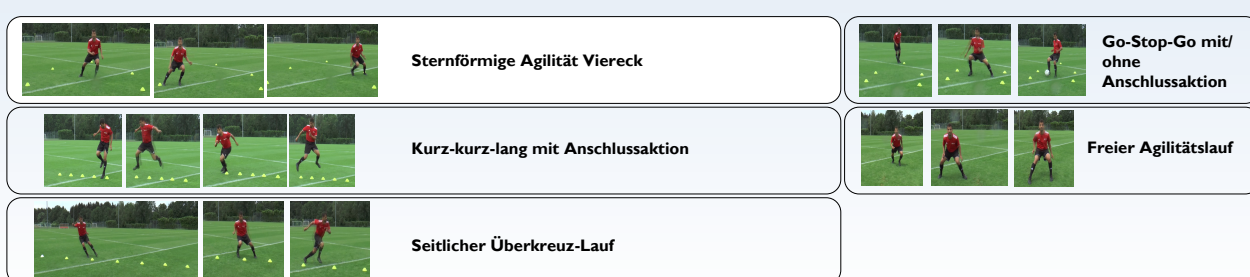 Sternförmige Agilität Viereck
Go-Stop-Go mit/
ohne
Anschlussaktion
Kurz-kurz-lang mit Anschlussaktion
Freier Agilitätslauf
Seitlicher Überkreuz-Lauf